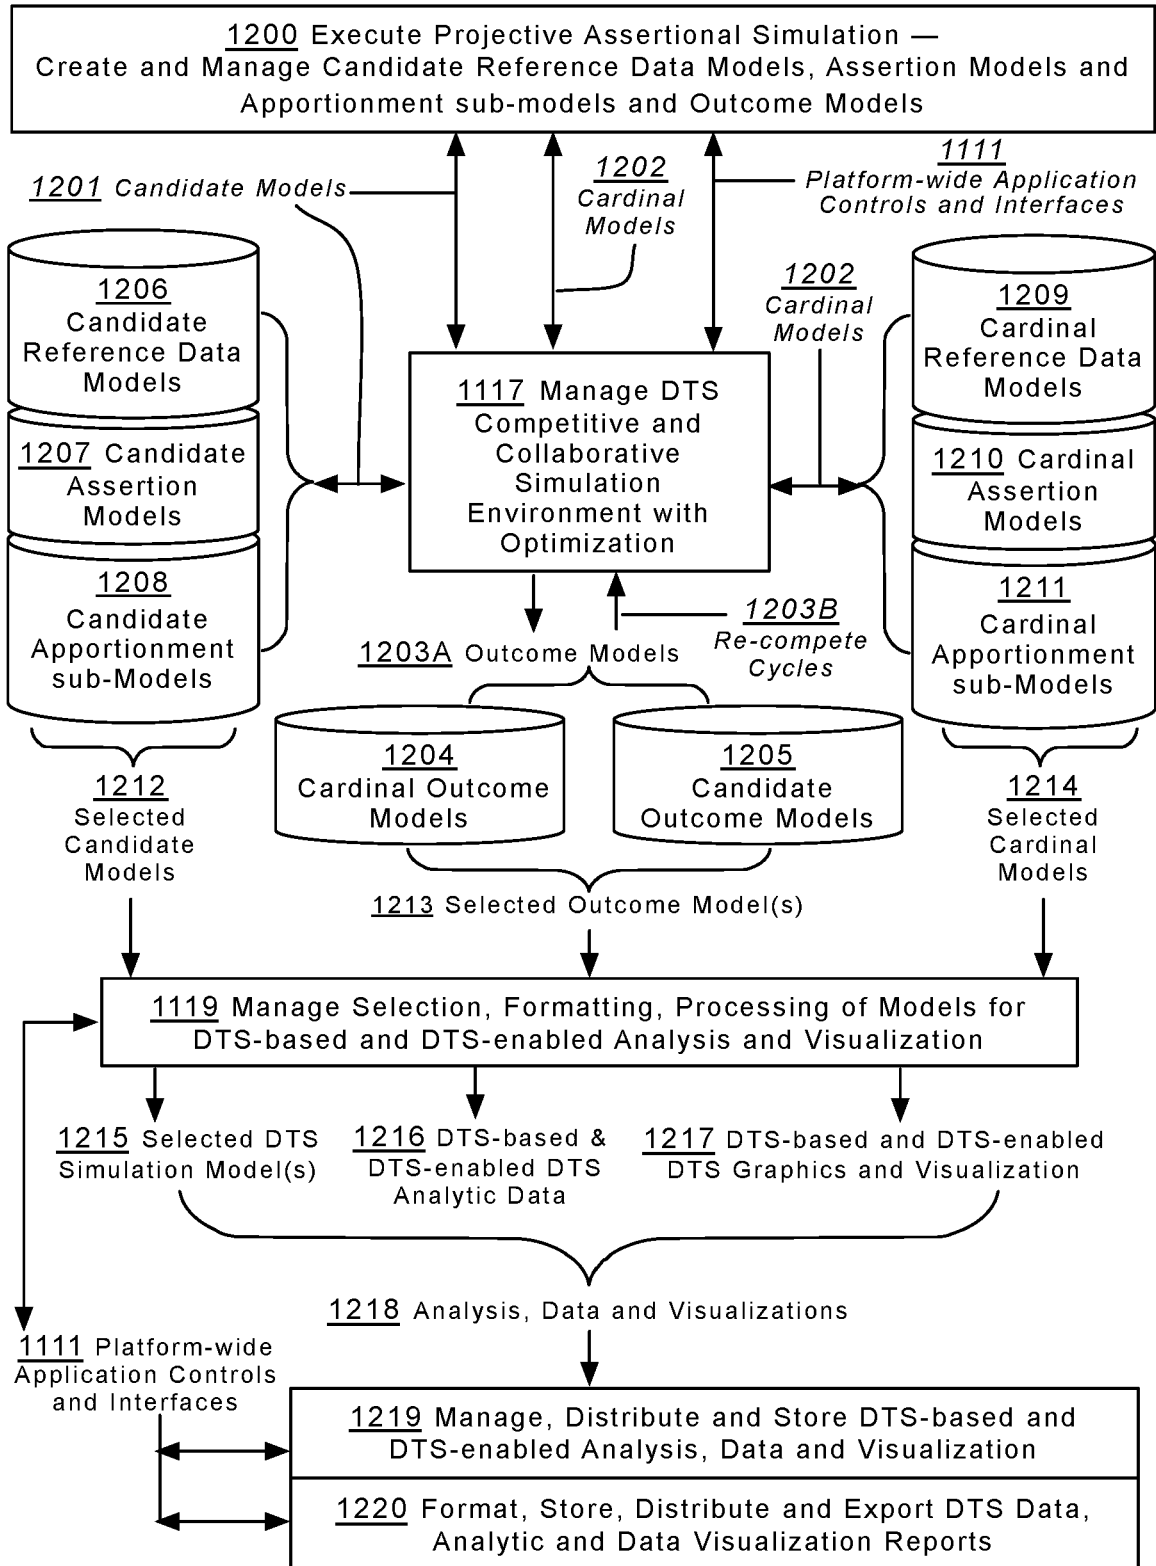 1200 Execute Projective Assertional Simulation —
Create and Manage Candidate Reference Data Models, Assertion Models and
Apportionment sub-models and Outcome Models
1201 Candidate Models
1202
Cardinal
Models
1111
Platform-wide Application
Controls and Interfaces
1206
Candidate
Reference Data
Models
1207 Candidate
Assertion
Models
1208
Candidate
Apportionment
sub-Models
1117 Manage DTS
Competitive and
Collaborative
Simulation
Environment with
Optimization
1202
Cardinal
Models
1209
Cardinal
Reference Data
Models
1210 Cardinal
Assertion
Models
1211
Cardinal
Apportionment
sub-Models
1203A Outcome Models
1203B
Re-compete
Cycles
1204
Cardinal Outcome
Models
1205
Candidate
Outcome Models
1212
Selected
Candidate
Models
1213 Selected Outcome Model(s)
1214
Selected
Cardinal
Models
1119 Manage Selection, Formatting, Processing of Models for
DTS-based and DTS-enabled Analysis and Visualization
1215 Selected DTS
Simulation Model(s)
1216 DTS-based &
DTS-enabled DTS
Analytic Data
1217 DTS-based and DTS-enabled
DTS Graphics and Visualization
1218 Analysis, Data and Visualizations
1111 Platform-wide
Application Controls
and Interfaces
1219 Manage, Distribute and Store DTS-based and
DTS-enabled Analysis, Data and Visualization
1220 Format, Store, Distribute and Export DTS Data,
Analytic and Data Visualization Reports